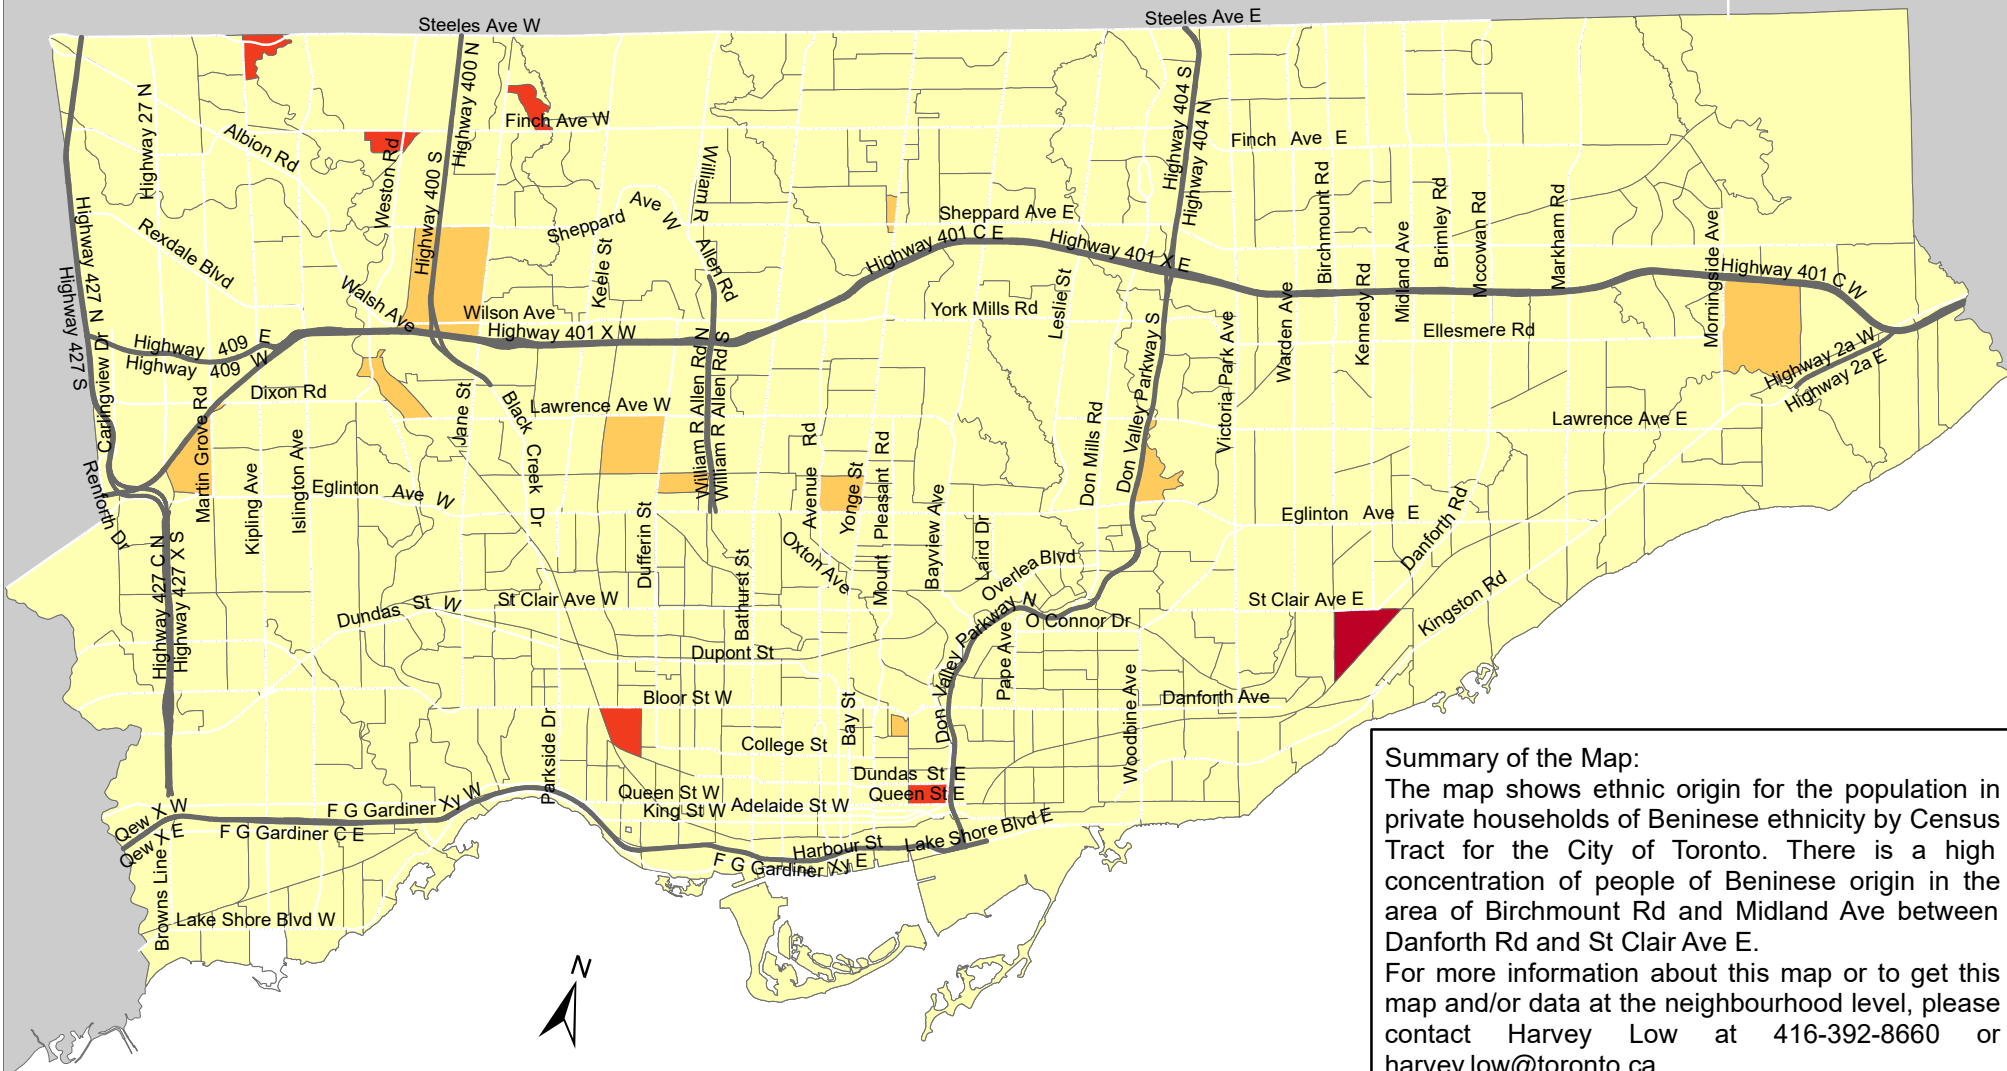 Steeles Ave W
Steeles Ave E
Highway 27 N
Albion Rd
Weston Rd
Highway 400 N
Highway 400 S
Finch Ave W
William R
Allen Rd
Sheppard Ave W
Keele St
Highway 404 S
Highway 404 N
Finch Ave E
Sheppard Ave E
Birchmount Rd
Midland Ave
Brimley Rd
Mccowan Rd
Markham Rd
Morningside Ave
Highway 427 N
Highway 427 S
Rexdale Blvd
Walsh Ave
Wilson Ave
Highway 401 X W
Highway 401 C E
Highway 401 X E
Highway 401 C W
York Mills Rd
Leslie St
Ellesmere Rd
Warden Ave
Kennedy Rd
Victoria Park Ave
Highway 409 E
Highway 409 W
Highway 2a W
Highway 2a E
Carlingview Dr
Dixon Rd
Martin Grove Rd
Jane St
Black Creek Dr
Lawrence Ave W
William R Allen Rd N
William R Allen Rd S
Lawrence Ave E
Don Mills Rd
Don Valley Parkway S
Renforth Dr
Kipling Ave
Islington Ave
Eglinton Ave W
Dufferin St
Avenue Rd
Yonge St
Mount Pleasant Rd
Bayview Ave
Laird Dr
Eglinton Ave E
Danforth Rd
Highway 427 C N
Highway 427 X S
Oxton Ave
Overlea Blvd
Dundas St W
St Clair Ave W
Bathurst St
Don Valley Parkway N
O Connor Dr
Pape Ave
St Clair Ave E
Kingston Rd
Dupont St
Bloor St W
Danforth Ave
Woodbine Ave
Parkside Dr
College St
Bay St
Dundas St E
Queen St E
Queen St W
King St W
Adelaide St W
Qew X W
Qew X E
F G Gardiner Xy W
F G Gardiner C E
Harbour St
Lake Shore Blvd E
F G Gardiner Xy E
Browns Line
Lake Shore Blvd W
N
Summary of the Map:
The map shows ethnic origin for the population in
private households of Beninese ethnicity by Census
Tract for the City of Toronto. There is a high
concentration of people of Beninese origin in the
area of Birchmount Rd and Midland Ave between
Danforth Rd and St Clair Ave E.
For more information about this map or to get this
map and/or data at the neighbourhood level, please
contact Harvey Low at 416-392-8660 or
harvey.low@toronto.ca